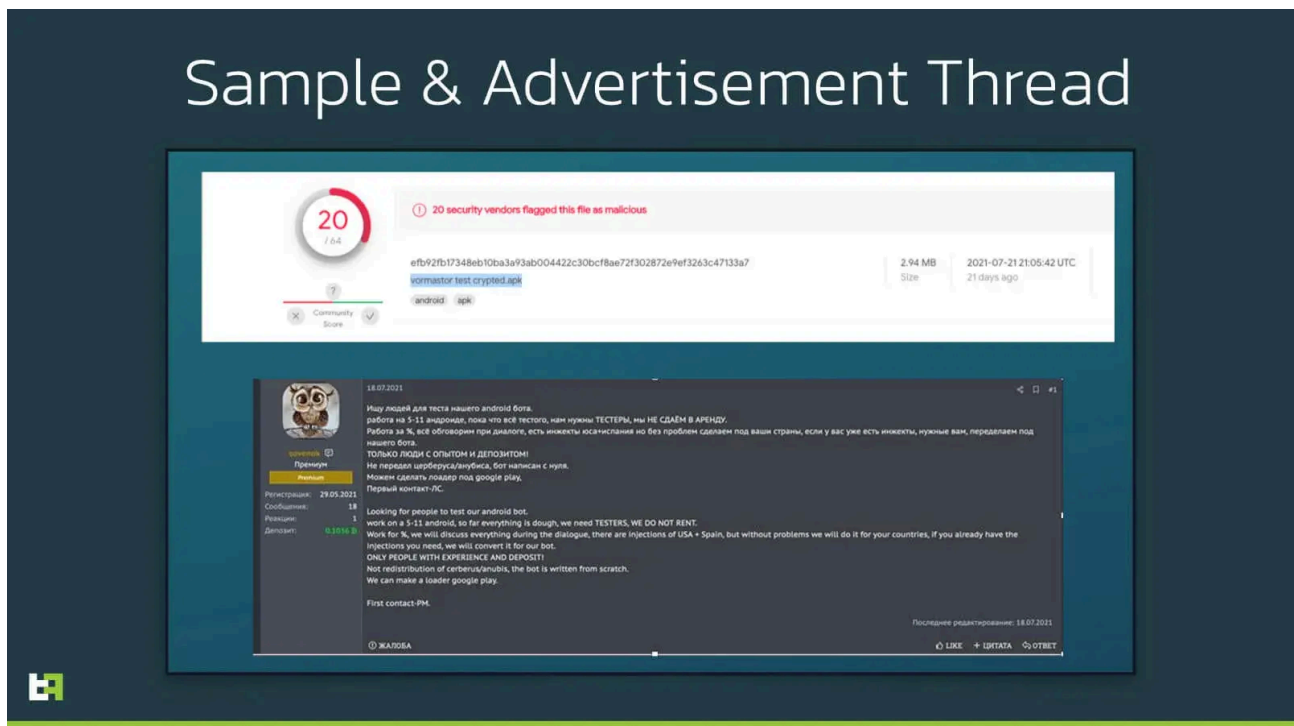 Sample & Advertisement Thread
20
/ 64
20 security vendors flagged this file as malicious
efb92fb17348eb10ba3a93ab004422c30bcf8ae72f302872e9ef3263c47133a7
vormastor test crypted.apk
android apk
2.94 MB
Size
2021-07-21 21:05:42 UTC
21 days ago
?
Community
Score
18.07.2021
#1
Ищу людей для теста нашего android бота.
работа на 5-11 андроиде, пока что всё тестого, нам нужны ТЕСТЕРЫ, мы НЕ СДАЁМ В АРЕНДУ.
Работа за %, всё обговорим при диалоге, есть инжекты юса+испания но без проблем сделаем под ваши страны, если у вас уже есть инжекты, нужные вам, переделаем под
нашего бота.
ТОЛЬКО ЛЮДИ С ОПЫТОМ И ДЕПОЗИТОМ!
Не передел церберуса/анубиса, бот написан с нуля.
Можем сделать лоадер под google play,
Первый контакт-ЛС.
Looking for people to test our android bot.
work on a 5-11 android, so far everything is dough, we need TESTERS, WE DO NOT RENT.
Work for %, we will discuss everything during the dialogue, there are injections of USA + Spain, but without problems we will do it for your countries, if you already have the
injections you need, we will convert it for our bot.
ONLY PEOPLE WITH EXPERIENCE AND DEPOSIT!
Not redistribution of cerberus/anubis, the bot is written from scratch.
We can make a loader google play.
First contact-PM.
Премиум
Premium
Регистрация: 29.05.2021
Сообщения: 18
Реакции: 1
Депозит:
Последнее редактирование: 18.07.2021
ЖАЛОБА
LIKE + ЦИТАТА ОТВЕТ